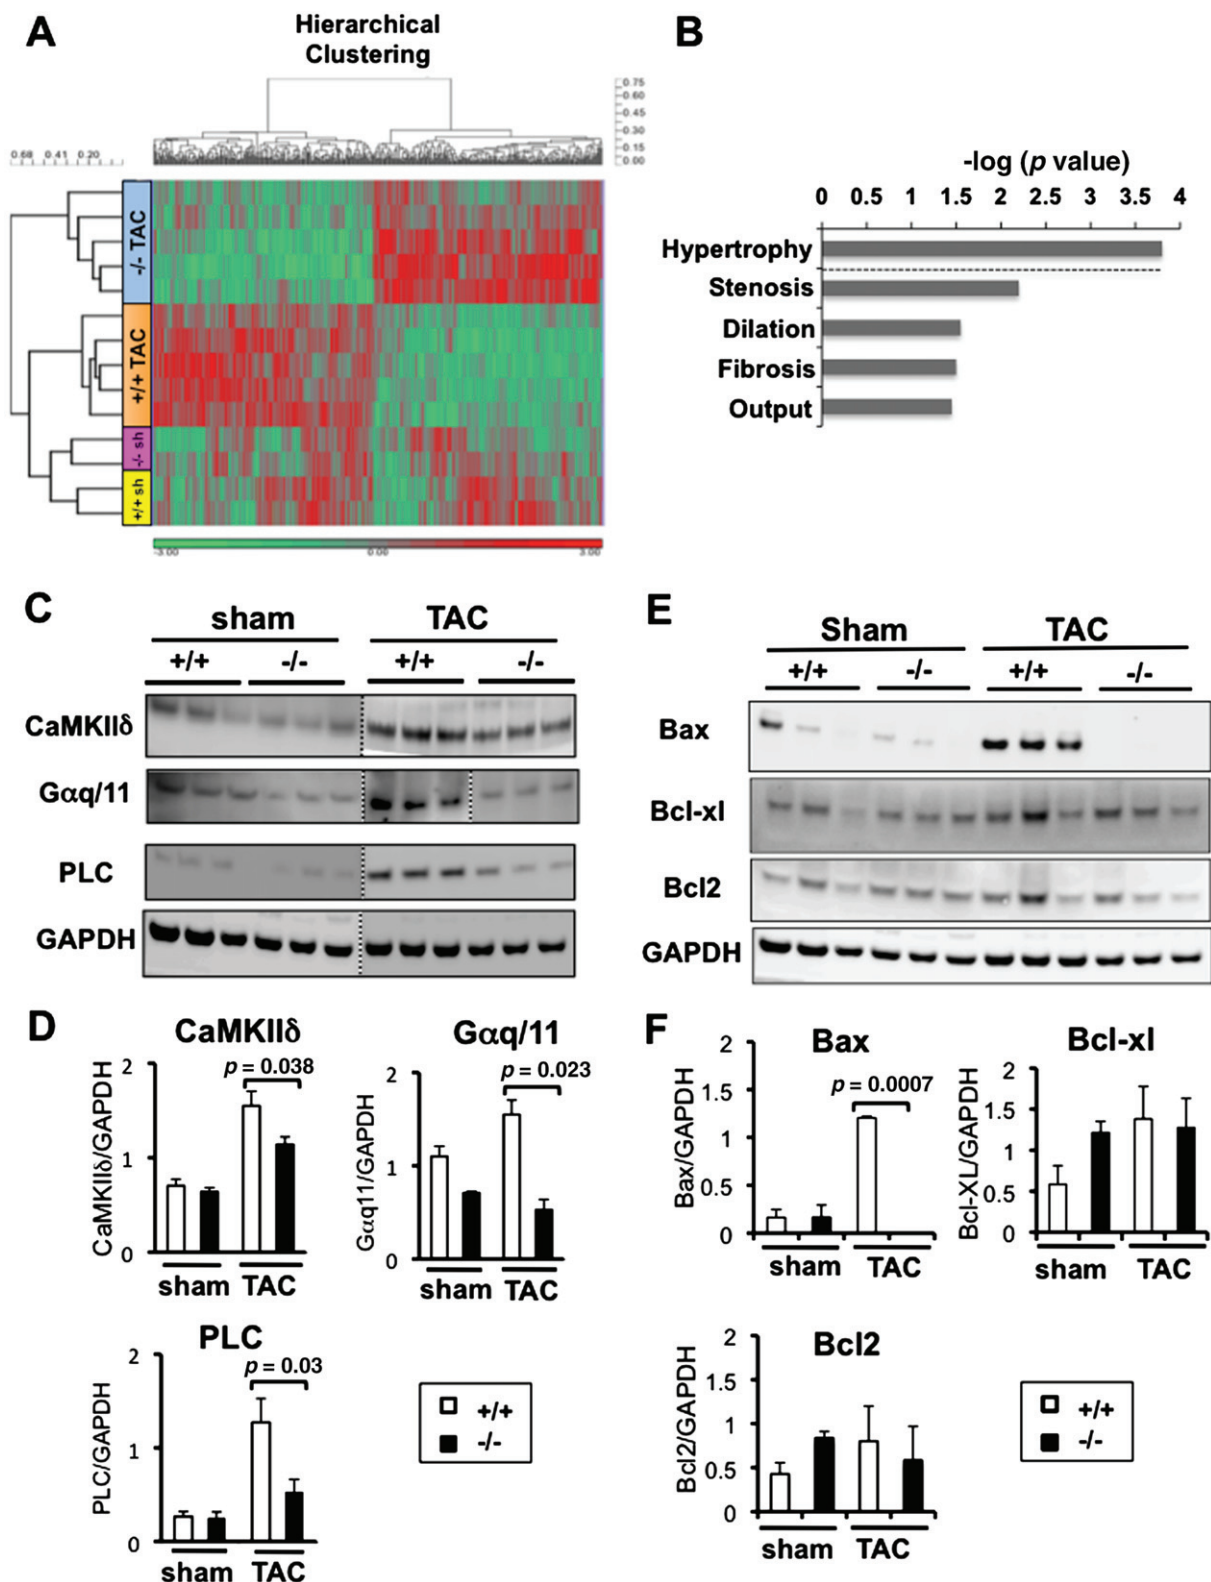 A
Hierarchical
Clustering
0.75
0.60
0.45
0.30
0.15
0.00
0.68 0.41 0.20
-/- TAC
+/+ TAC
-/- sh
+/+ sh
-3.00 0.00 3.00
B
-log (p value)
0 0.5 1 1.5 2 2.5 3 3.5 4
Hypertrophy
Stenosis
Dilation
Fibrosis
Output
C
sham TAC
+/+ -/- +/+ -/-
CaMKIIδ
Gαq/11
PLC
GAPDH
E
Sham TAC
+/+ -/- +/+ -/-
Bax
Bcl-xl
Bcl2
GAPDH
D
CaMKIIδ
p = 0.038
CaMKIIδ/GAPDH
2
1
0
sham TAC
Gαq/11
p = 0.023
Gαq11/GAPDH
2
1
0
sham TAC
PLC
p = 0.03
PLC/GAPDH
2
1
0
sham TAC
+/+
-/-
F
Bax
p = 0.0007
Bax/GAPDH
2
1.5
1
0.5
0
sham TAC
Bcl-xl
Bcl-XL/GAPDH
2
1.5
1
0.5
0
sham TAC
Bcl2
Bcl2/GAPDH
2
1.5
1
0.5
0
sham TAC
+/+
-/-